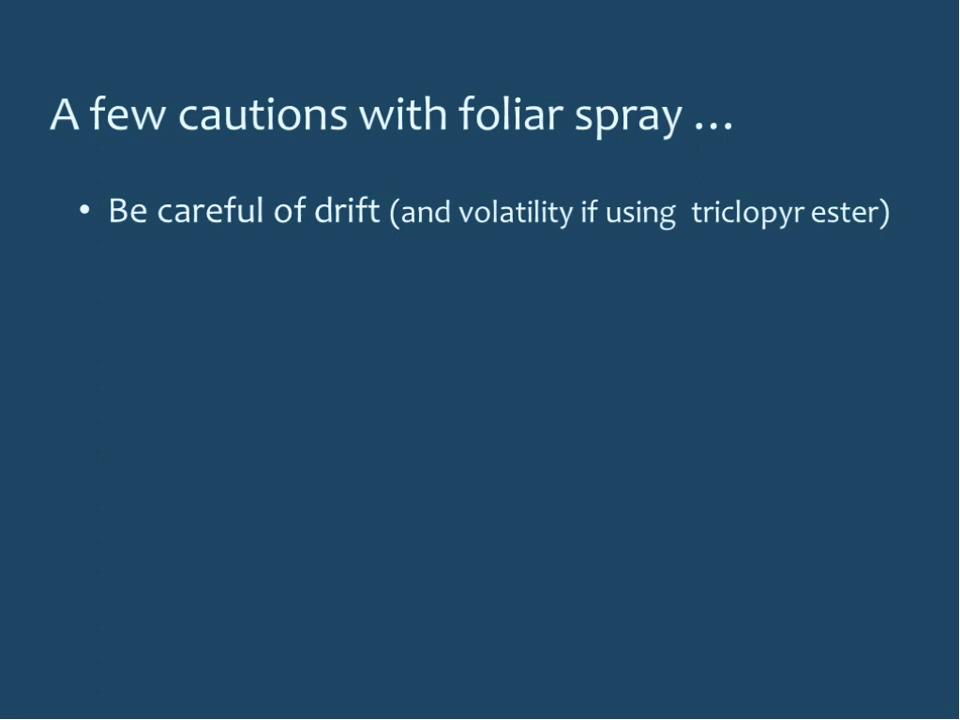 A few cautions with foliar spray …
• Be careful of drift (and volatility if using  triclopyr ester)